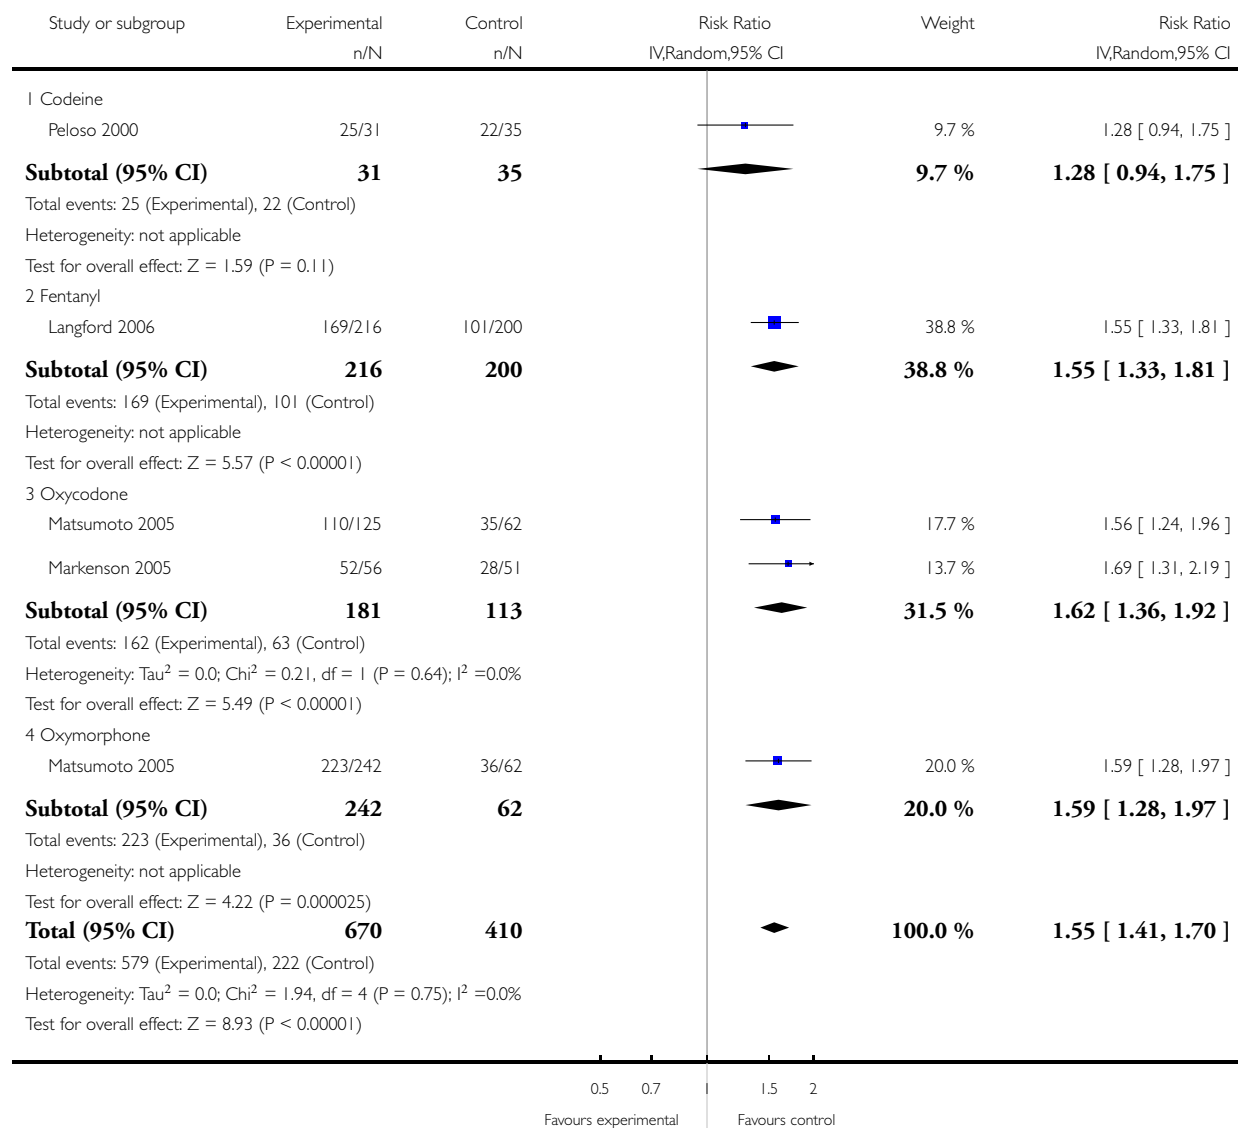 Study or subgroup Experimental Control Risk Ratio Weight Risk Ratio
n/N n/N IV,Random,95% CI IV,Random,95% CI
1 Codeine
Peloso 2000 25/31 22/35 9.7 % 1.28 [ 0.94, 1.75 ]
Subtotal (95% CI) 31 35 9.7 % 1.28 [ 0.94, 1.75 ]
Total events: 25 (Experimental), 22 (Control)
Heterogeneity: not applicable
Test for overall effect: Z = 1.59 (P = 0.11)
2 Fentanyl
Langford 2006 169/216 101/200 38.8 % 1.55 [ 1.33, 1.81 ]
Subtotal (95% CI) 216 200 38.8 % 1.55 [ 1.33, 1.81 ]
Total events: 169 (Experimental), 101 (Control)
Heterogeneity: not applicable
Test for overall effect: Z = 5.57 (P < 0.00001)
3 Oxycodone
Matsumoto 2005 110/125 35/62 17.7 % 1.56 [ 1.24, 1.96 ]
Markenson 2005 52/56 28/51 13.7 % 1.69 [ 1.31, 2.19 ]
Subtotal (95% CI) 181 113 31.5 % 1.62 [ 1.36, 1.92 ]
Total events: 162 (Experimental), 63 (Control)
Heterogeneity: Tau² = 0.0; Chi² = 0.21, df = 1 (P = 0.64); I² =0.0%
Test for overall effect: Z = 5.49 (P < 0.00001)
4 Oxymorphone
Matsumoto 2005 223/242 36/62 20.0 % 1.59 [ 1.28, 1.97 ]
Subtotal (95% CI) 242 62 20.0 % 1.59 [ 1.28, 1.97 ]
Total events: 223 (Experimental), 36 (Control)
Heterogeneity: not applicable
Test for overall effect: Z = 4.22 (P = 0.000025)
Total (95% CI) 670 410 100.0 % 1.55 [ 1.41, 1.70 ]
Total events: 579 (Experimental), 222 (Control)
Heterogeneity: Tau² = 0.0; Chi² = 1.94, df = 4 (P = 0.75); I² =0.0%
Test for overall effect: Z = 8.93 (P < 0.00001)
0.5 0.7 1 1.5 2
Favours experimental Favours control